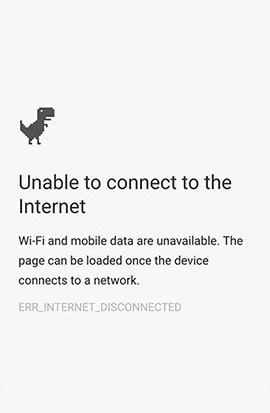 Unable to connect to the
Internet
Wi-Fi and mobile data are unavailable. The
page can be loaded once the device
connects to a network.
ERR_INTERNET_DISCONNECTED